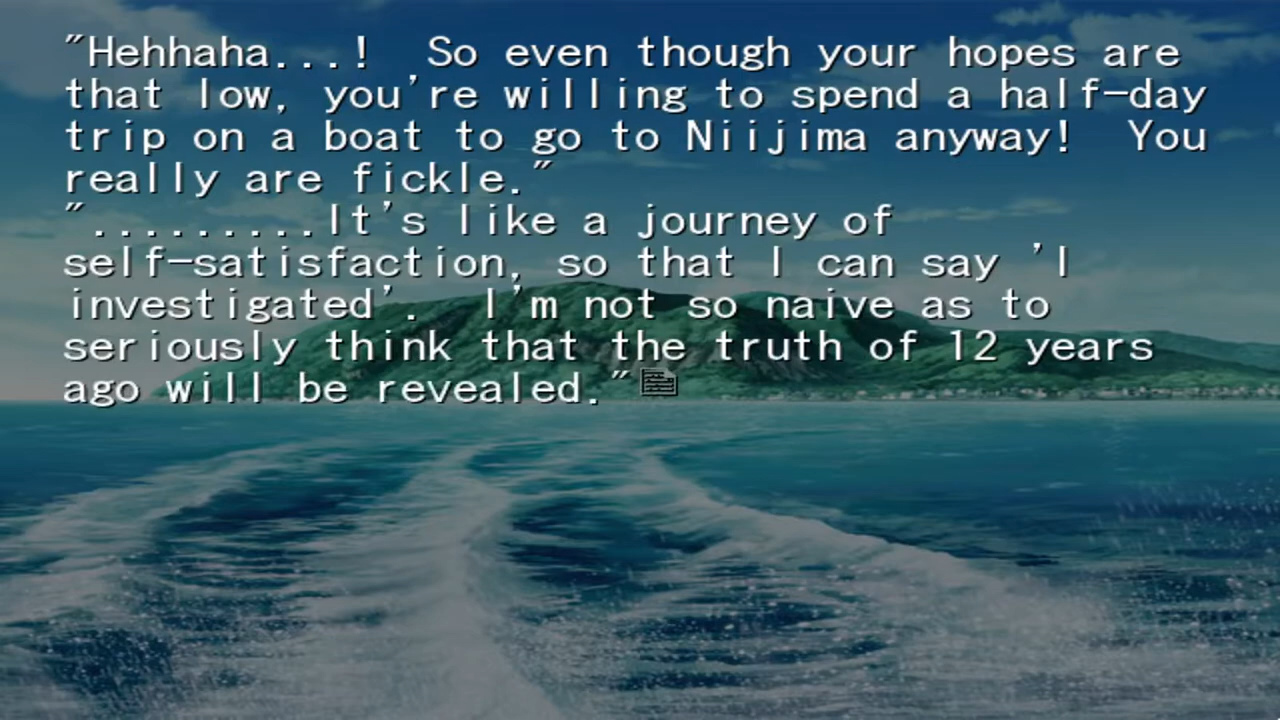 "Hehhaha...!  So even though your hopes are
that low, you're willing to spend a half-day
trip on a boat to go to Niijima anyway!  You
really are fickle."
".........It's like a journey of
self-satisfaction, so that I can say 'I
investigated'.  I'm not so naive as to
seriously think that the truth of 12 years
ago will be revealed."